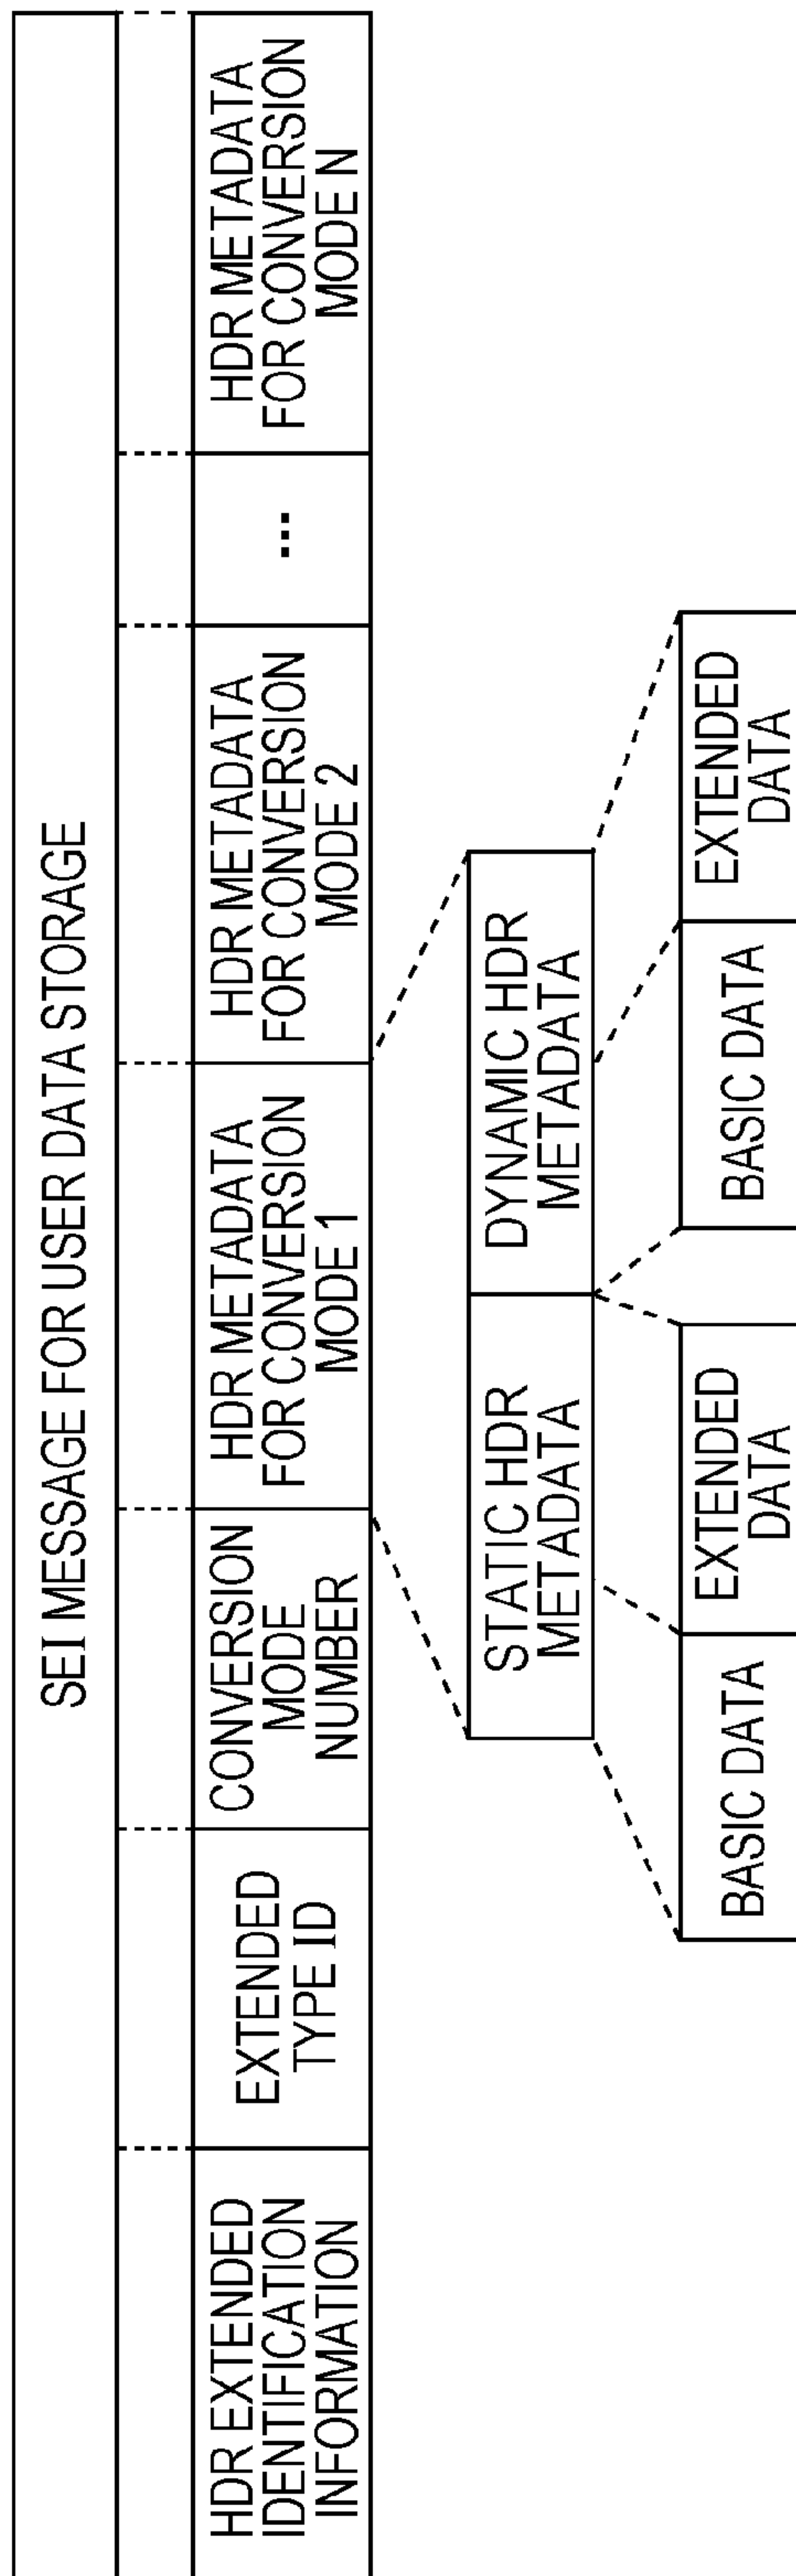 SEI MESSAGE FOR USER DATA STORAGE
HDR EXTENDED
IDENTIFICATION
INFORMATION
EXTENDED
TYPE ID
CONVERSION
MODE
NUMBER
HDR METADATA
FOR CONVERSION
MODE 1
HDR METADATA
FOR CONVERSION
MODE 2
...
HDR METADATA
FOR CONVERSION
MODE N
STATIC HDR
METADATA
DYNAMIC HDR
METADATA
BASIC DATA
EXTENDED
DATA
BASIC DATA
EXTENDED
DATA